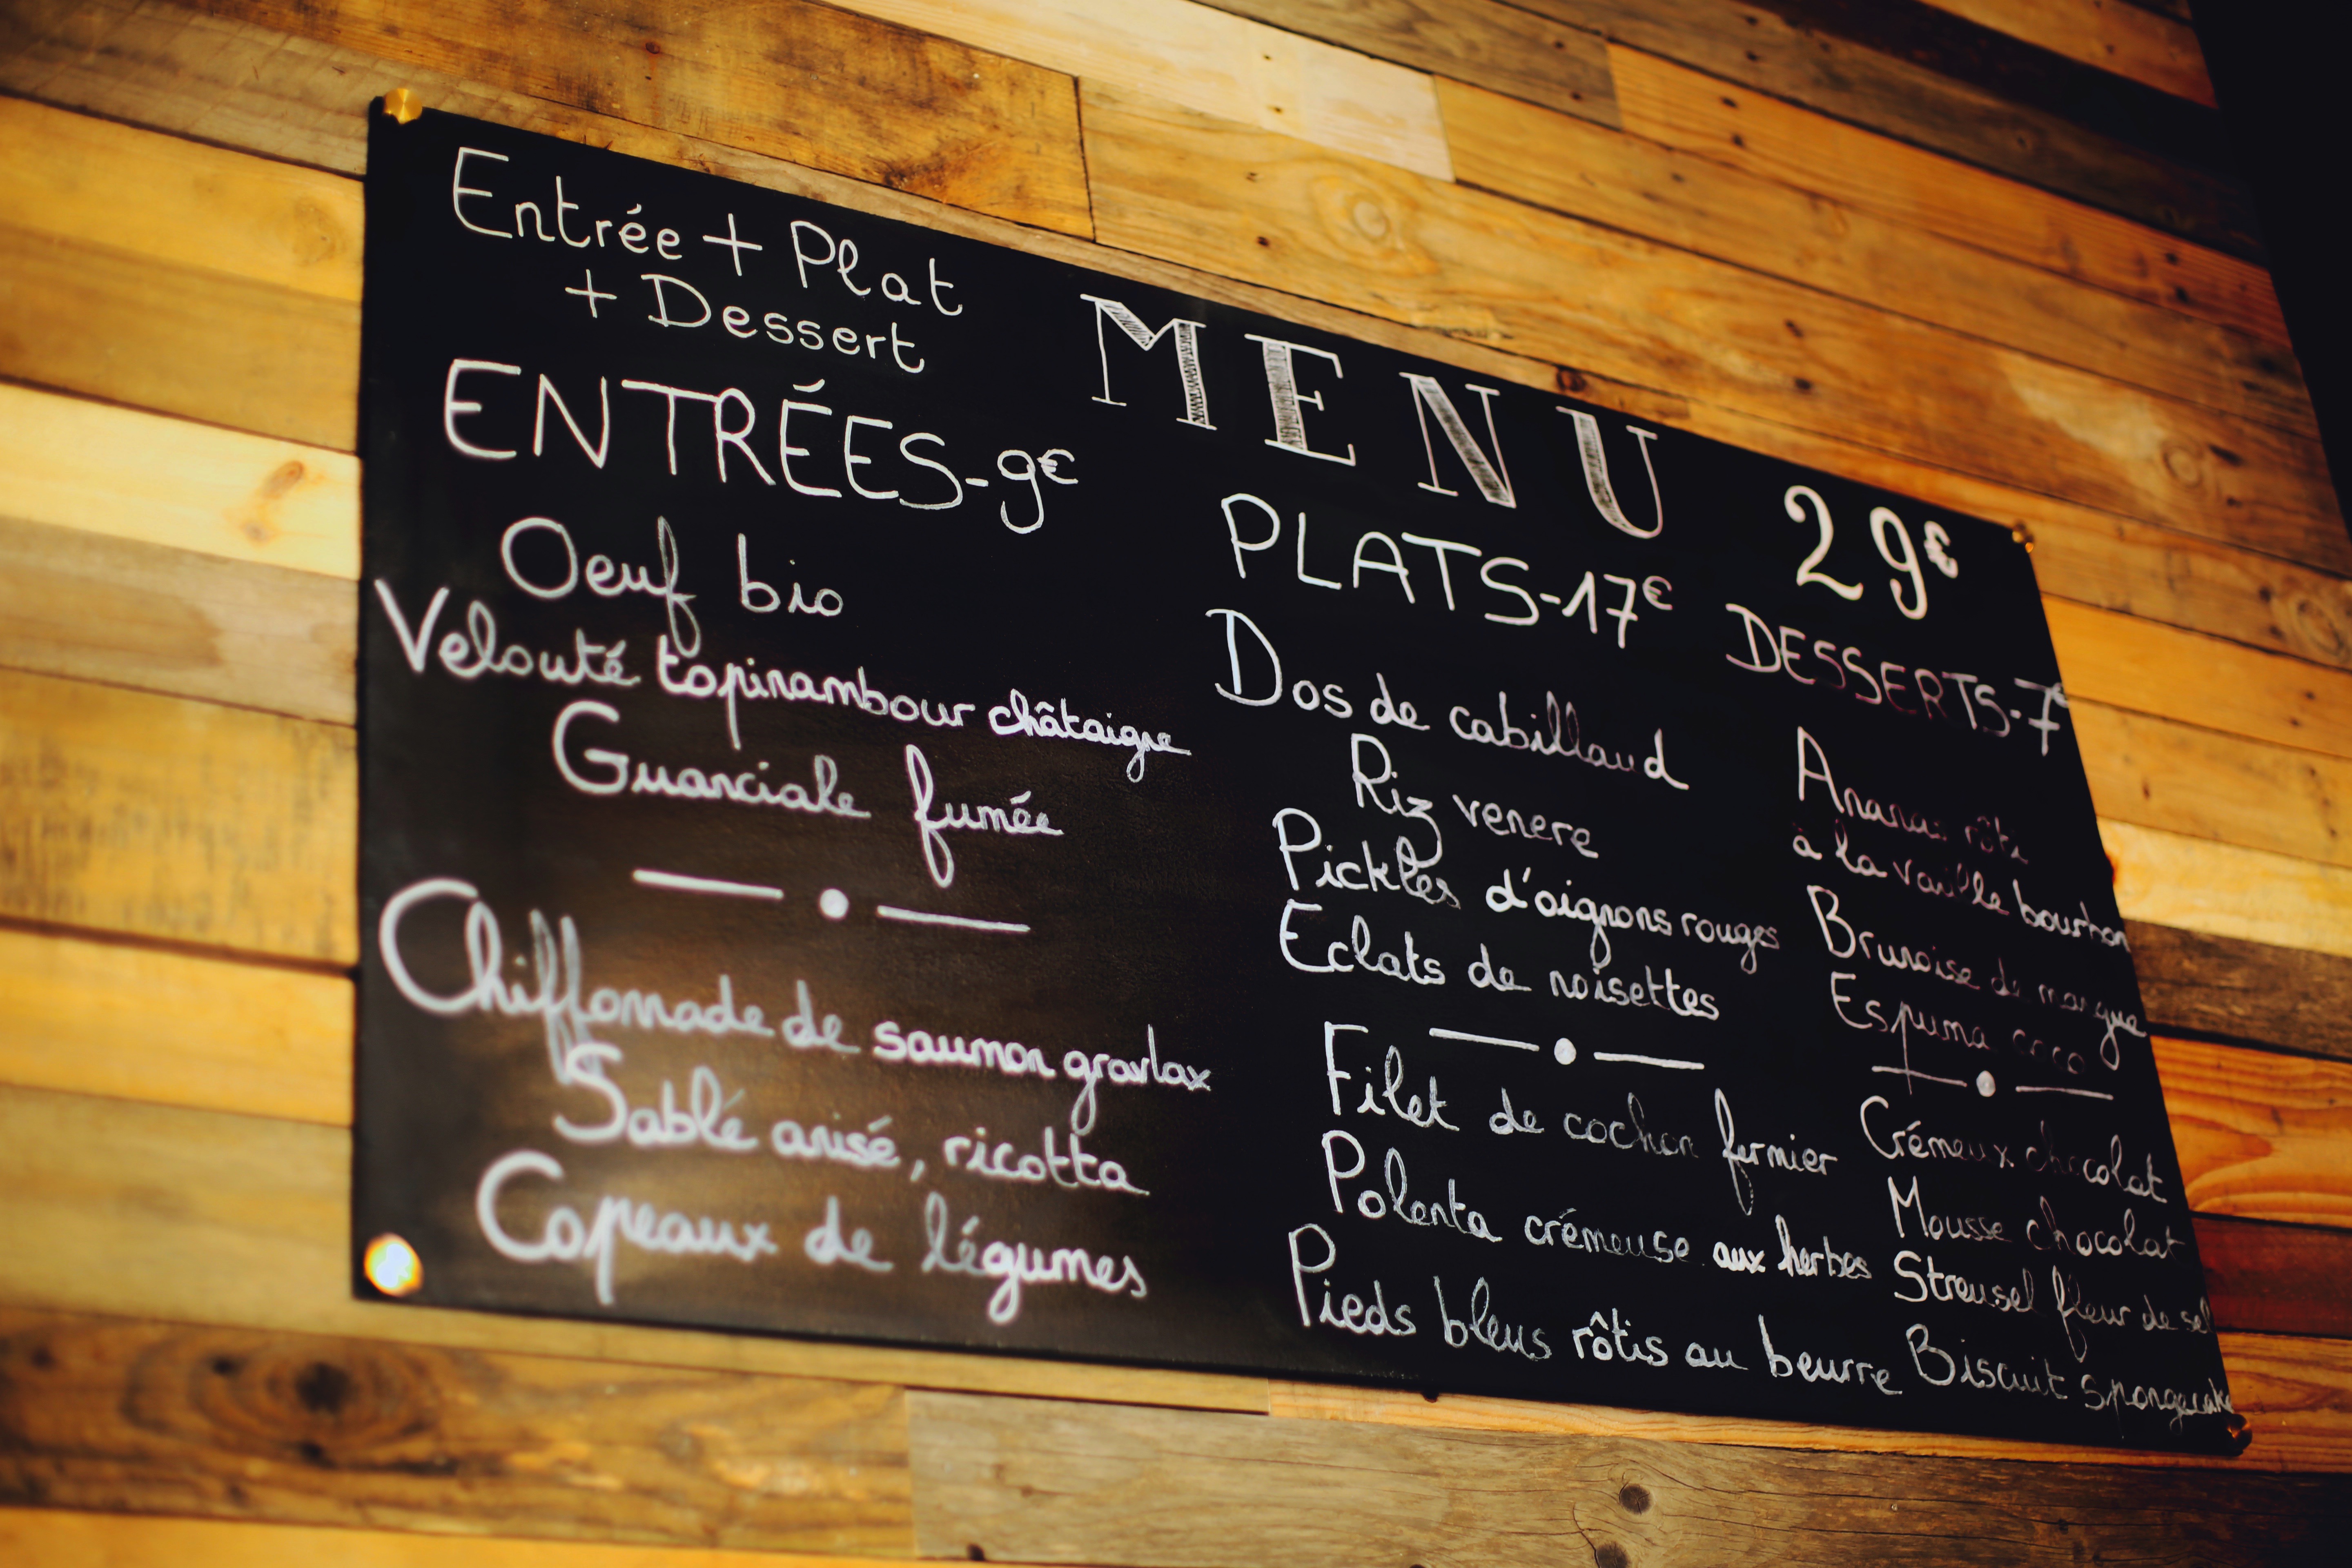 Entrée + Plat
+ Dessert
MENU 29€
ENTRÉES-9€
Oeuf bio
Velouté topinambour châtaigne
Guanciale fumée
Chiffonnade de saumon gravlax
Sablé anisé, ricotta
Copeaux de légumes
PLATS-17€
Dos de cabillaud
Riz venere
Pickles d'oignons rouges
Eclats de noisettes
Filet de cochon fermier
Polenta crémeuse aux herbes
Pieds bleus rôtis au beurre
DESSERTS-7€
Ananas rôti
à la vanille bourbon
Brunoise de mangue
Espuma coco
Crémeux chocolat
Mousse chocolat
Streusel fleur de sel
Biscuit spongecake